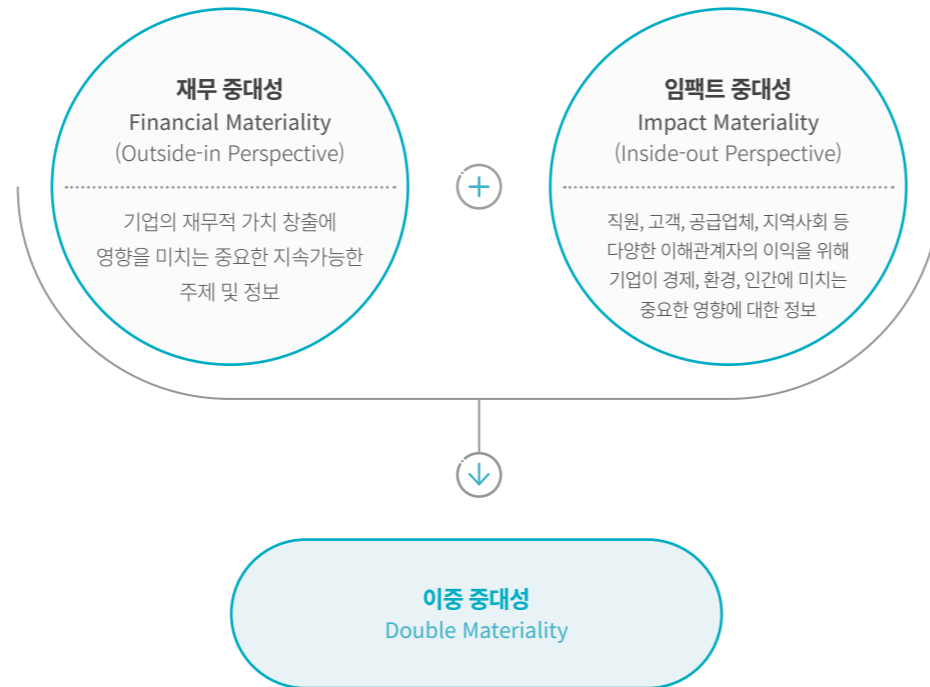 재무 중대성
Financial Materiality
(Outside-in Perspective)
기업의 재무적 가치 창출에
영향을 미치는 중요한 지속가능한
주제 및 정보
임팩트 중대성
Impact Materiality
(Inside-out Perspective)
직원, 고객, 공급업체, 지역사회 등
다양한 이해관계자의 이익을 위해
기업이 경제, 환경, 인간에 미치는
중요한 영향에 대한 정보
이중 중대성
Double Materiality